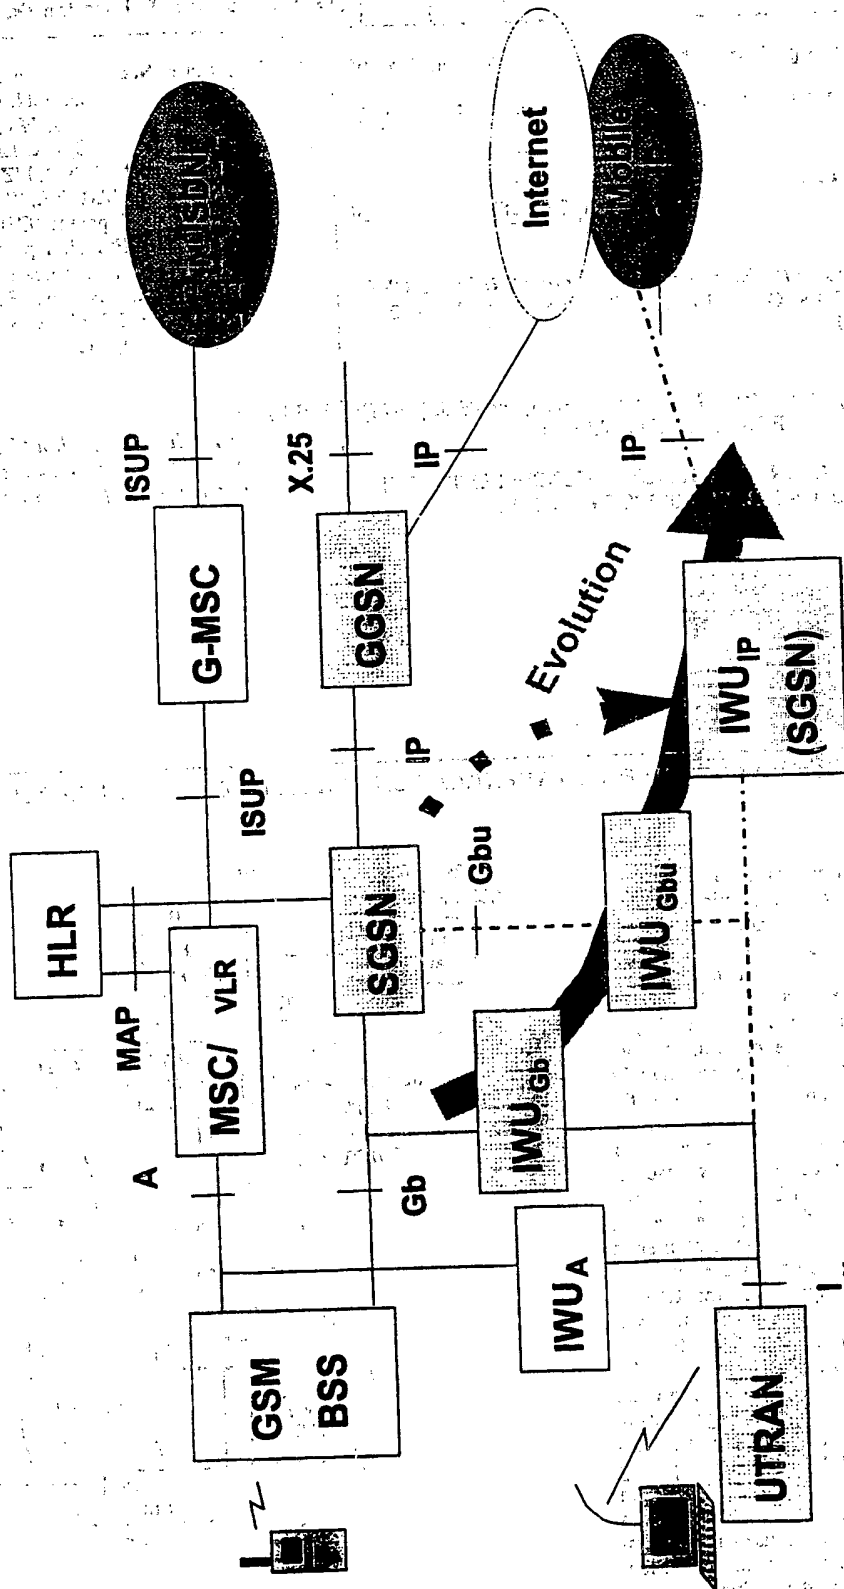 HLR
MAP
GSM
BSS
A
MSC/ VLR
ISUP
G-MSC
ISUP
Gb
SGSN
IP
GGSN
X.25
IP
Internet
Mobile
IWU A
IWU Gb
Gbu
IWU Gbu
Evolution
IWU IP
(SGSN)
IP
UTRAN